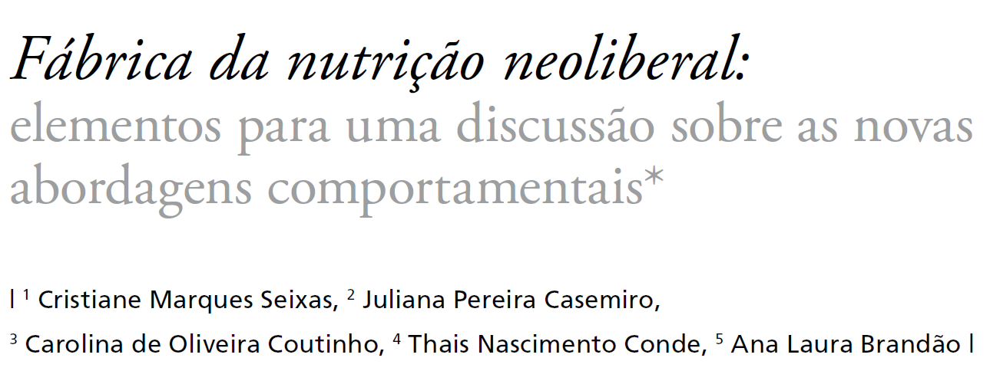 Fábrica da nutrição neoliberal:
elementos para uma discussão sobre as novas
abordagens comportamentais*
| ¹ Cristiane Marques Seixas, ² Juliana Pereira Casemiro,
³ Carolina de Oliveira Coutinho, ⁴ Thais Nascimento Conde, ⁵ Ana Laura Brandão |